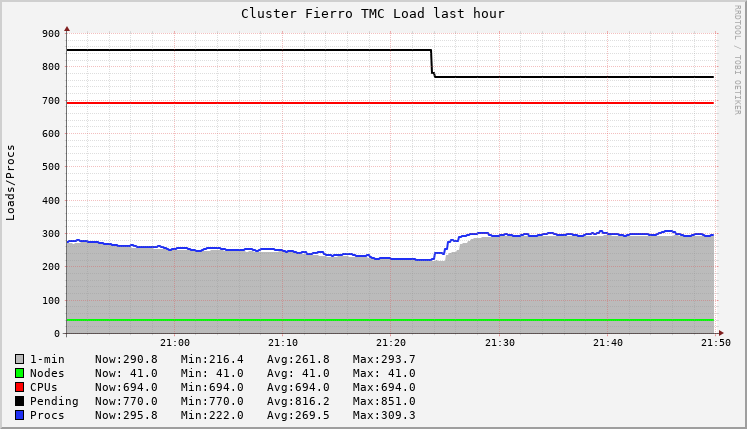 Cluster Fierro TMC Load last hour
RRDTOOL / TOBI OETIKER
Loads/Procs
900
800
700
600
500
400
300
200
100
0
21:00 21:10 21:20 21:30 21:40 21:50
1-min Now:290.8 Min:216.4 Avg:261.8 Max:293.7
Nodes Now: 41.0 Min: 41.0 Avg: 41.0 Max: 41.0
CPUs Now:694.0 Min:694.0 Avg:694.0 Max:694.0
Pending Now:770.0 Min:770.0 Avg:816.2 Max:851.0
Procs Now:295.8 Min:222.0 Avg:269.5 Max:309.3